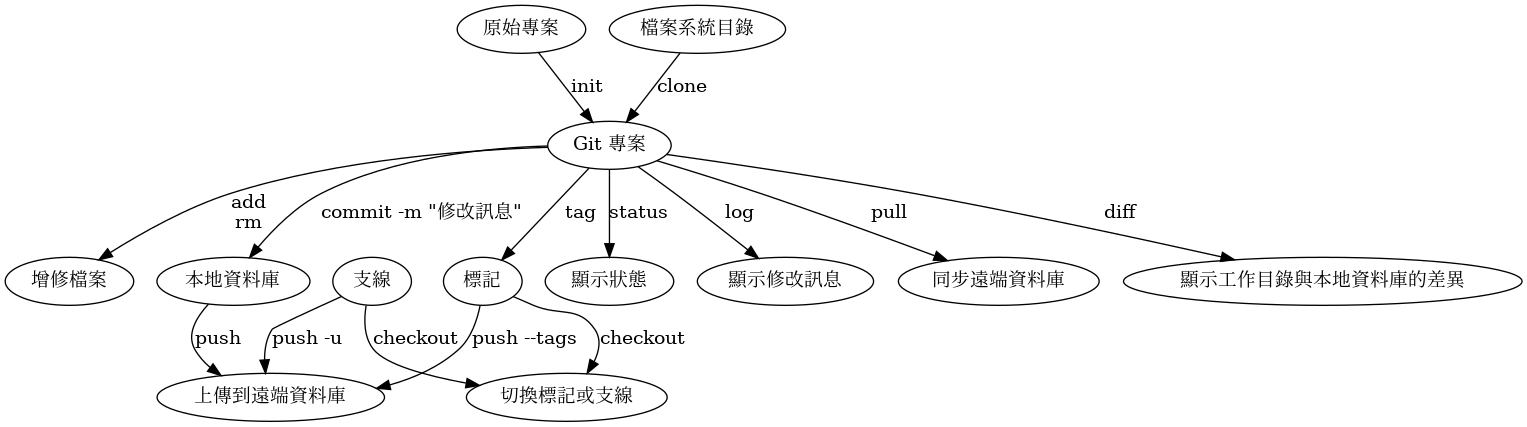 原始專案
檔案系統目錄
init
clone
Git 專案
add
rm
commit -m "修改訊息"
tag
status
log
pull
diff
增修檔案
本地資料庫
支線
標記
顯示狀態
顯示修改訊息
同步遠端資料庫
顯示工作目錄與本地資料庫的差異
push
push -u
checkout
push --tags
checkout
上傳到遠端資料庫
切換標記或支線